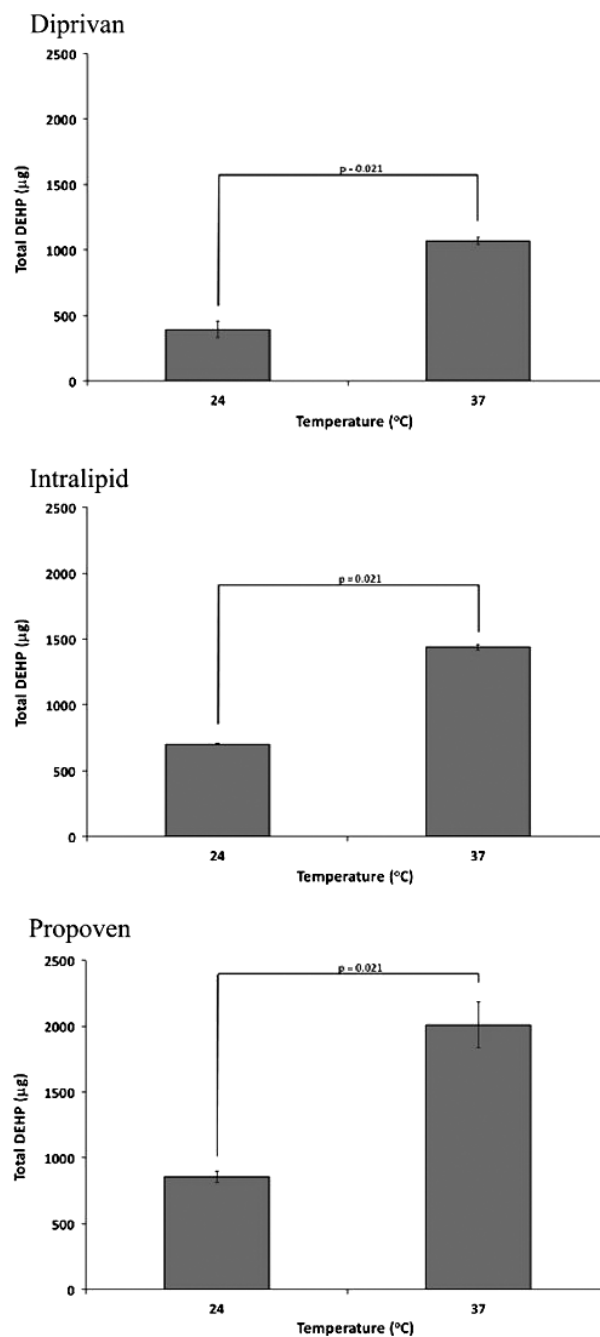 Diprivan
2500
2000
1500
1000
500
0
p - 0.021
Total DEHP (µg)
24 37
Temperature (°C)
Intralipid
2500
2000
1500
1000
500
0
p = 0.021
Total DEHP (µg)
24 37
Temperature (°C)
Propoven
2500
2000
1500
1000
500
0
p = 0.021
Total DEHP (µg)
24 37
Temperature (°C)